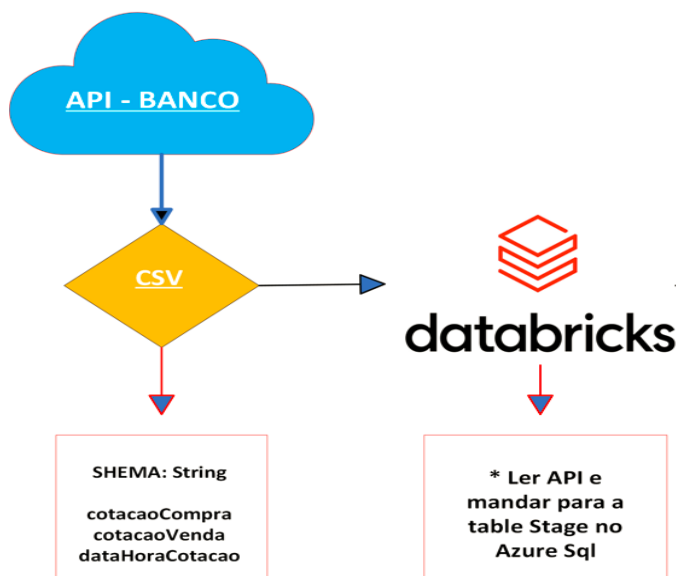 API - BANCO
CSV
databricks
SHEMA: String
cotacaoCompra
cotacaoVenda
dataHoraCotacao
* Ler API e
mandar para a
table Stage no
Azure Sql